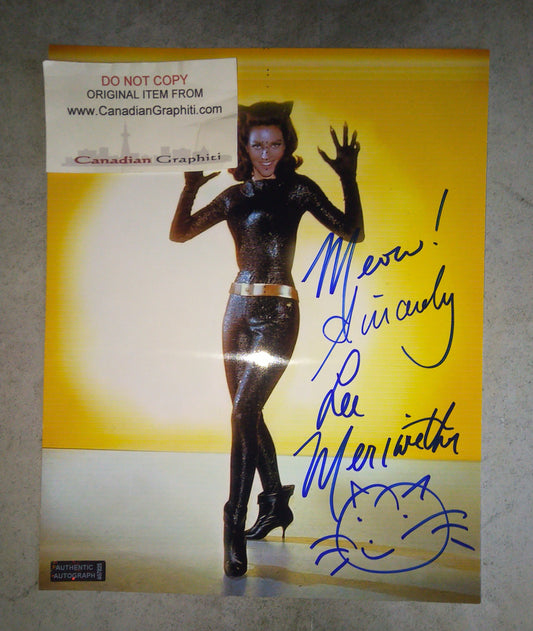 DO NOT COPY
ORIGINAL ITEM FROM
www.CanadianGraphiti.com
Canadian Graphiti
Meow!
Sincerely
Lee
Meriwether
AUTHENTIC
AUTOGRAPH